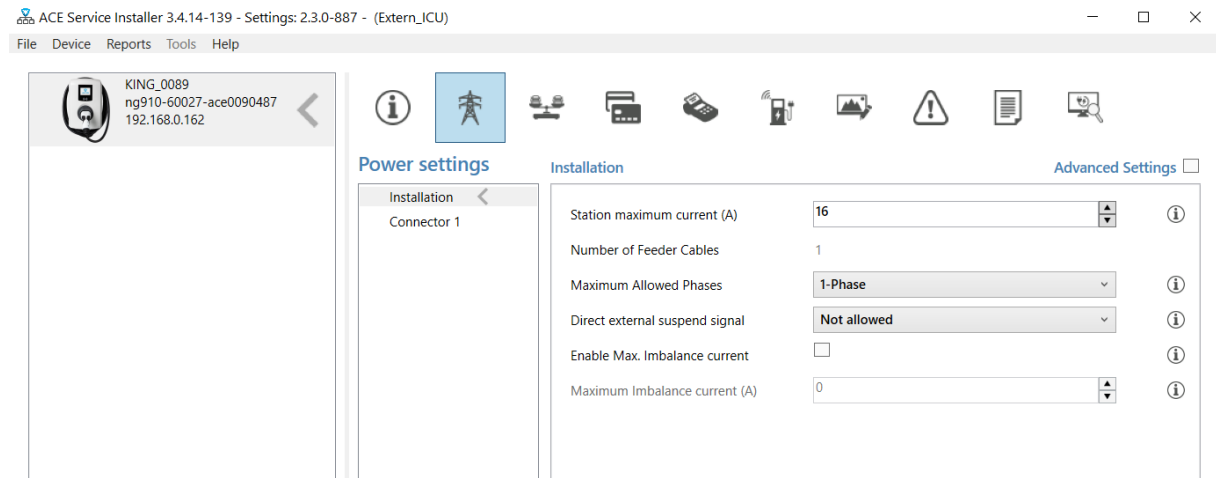 ACE Service Installer 3.4.14-139 - Settings: 2.3.0-887 - (Extern_ICU)
File Device Reports Tools Help
KING_0089
ng910-60027-ace0090487
192.168.0.162
Power settings
Installation
Connector 1
Installation
Advanced Settings
Station maximum current (A)
16
Number of Feeder Cables
1
Maximum Allowed Phases
1-Phase
Direct external suspend signal
Not allowed
Enable Max. Imbalance current
Maximum Imbalance current (A)
0